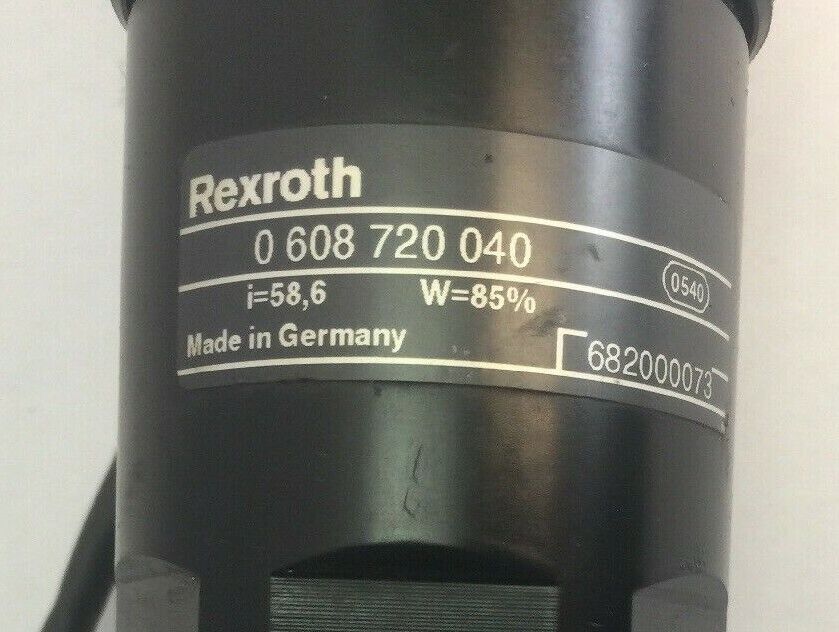 Rexroth
0 608 720 040
0540
i=58,6 W=85%
Made in Germany
682000073